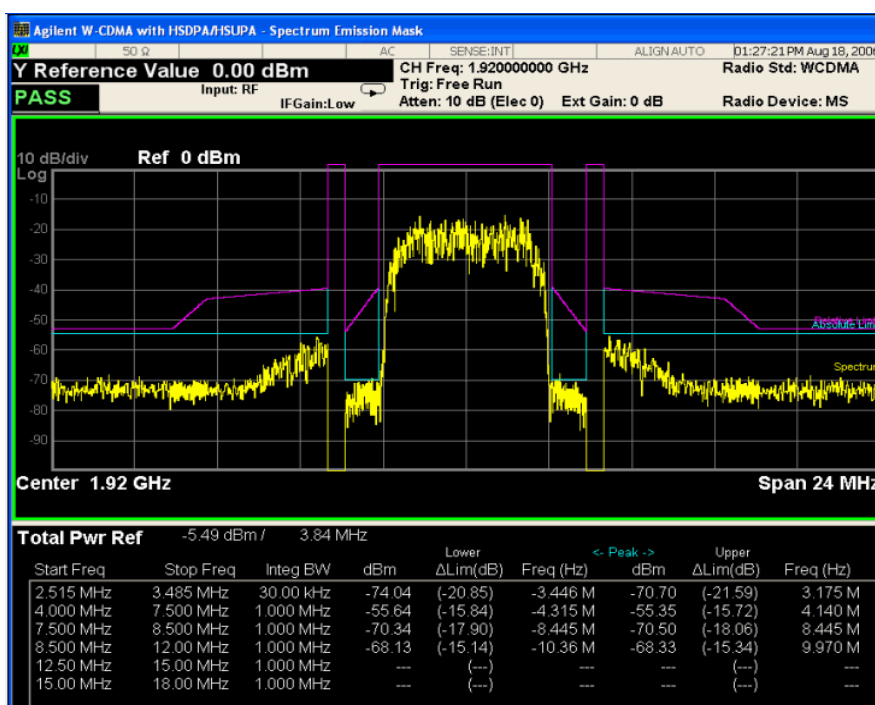 Agilent W-CDMA with HSDPA/HSUPA - Spectrum Emission Mask
LXI 50 Ω AC SENSE:INT ALIGN AUTO 01:27:21 PM Aug 18, 2006
Y Reference Value 0.00 dBm CH Freq: 1.920000000 GHz Radio Std: WCDMA
Trig: Free Run
PASS Input: RF IFGain:Low Atten: 10 dB (Elec 0) Ext Gain: 0 dB Radio Device: MS
10 dB/div Ref 0 dBm
Log
-10
-20
-30
-40
-50
Absolute Lim
-60
Spectru
-70
-80
-90
Center 1.92 GHz Span 24 MHz
Total Pwr Ref -5.49 dBm / 3.84 MHz
Lower <- Peak -> Upper
Start Freq Stop Freq Integ BW dBm ΔLim(dB) Freq (Hz) dBm ΔLim(dB) Freq (Hz)
2.515 MHz 3.485 MHz 30.00 kHz -74.04 (-20.85) -3.446 M -70.70 (-21.59) 3.175 M
4.000 MHz 7.500 MHz 1.000 MHz -55.64 (-15.84) -4.315 M -55.35 (-15.72) 4.140 M
7.500 MHz 8.500 MHz 1.000 MHz -70.34 (-17.90) -8.445 M -70.50 (-18.06) 8.445 M
8.500 MHz 12.00 MHz 1.000 MHz -68.13 (-15.14) -10.36 M -68.33 (-15.34) 9.970 M
12.50 MHz 15.00 MHz 1.000 MHz --- (---) --- --- (---) ---
15.00 MHz 18.00 MHz 1.000 MHz --- (---) --- --- (---) ---